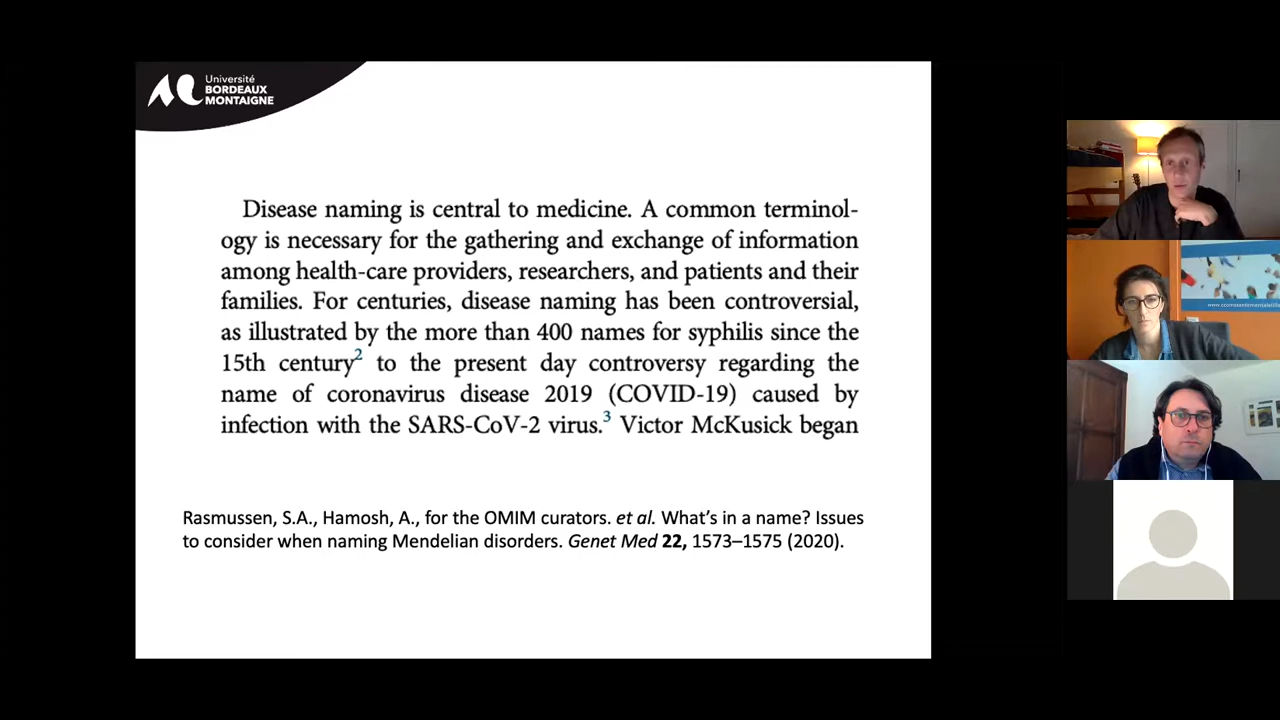 Université
BORDEAUX
MONTAIGNE
Disease naming is central to medicine. A common terminol-
ogy is necessary for the gathering and exchange of information
among health-care providers, researchers, and patients and their
families. For centuries, disease naming has been controversial,
as illustrated by the more than 400 names for syphilis since the
15th century2 to the present day controversy regarding the
name of coronavirus disease 2019 (COVID-19) caused by
infection with the SARS-CoV-2 virus.3 Victor McKusick began
Rasmussen, S.A., Hamosh, A., for the OMIM curators. et al. What's in a name? Issues
to consider when naming Mendelian disorders. Genet Med 22, 1573–1575 (2020).